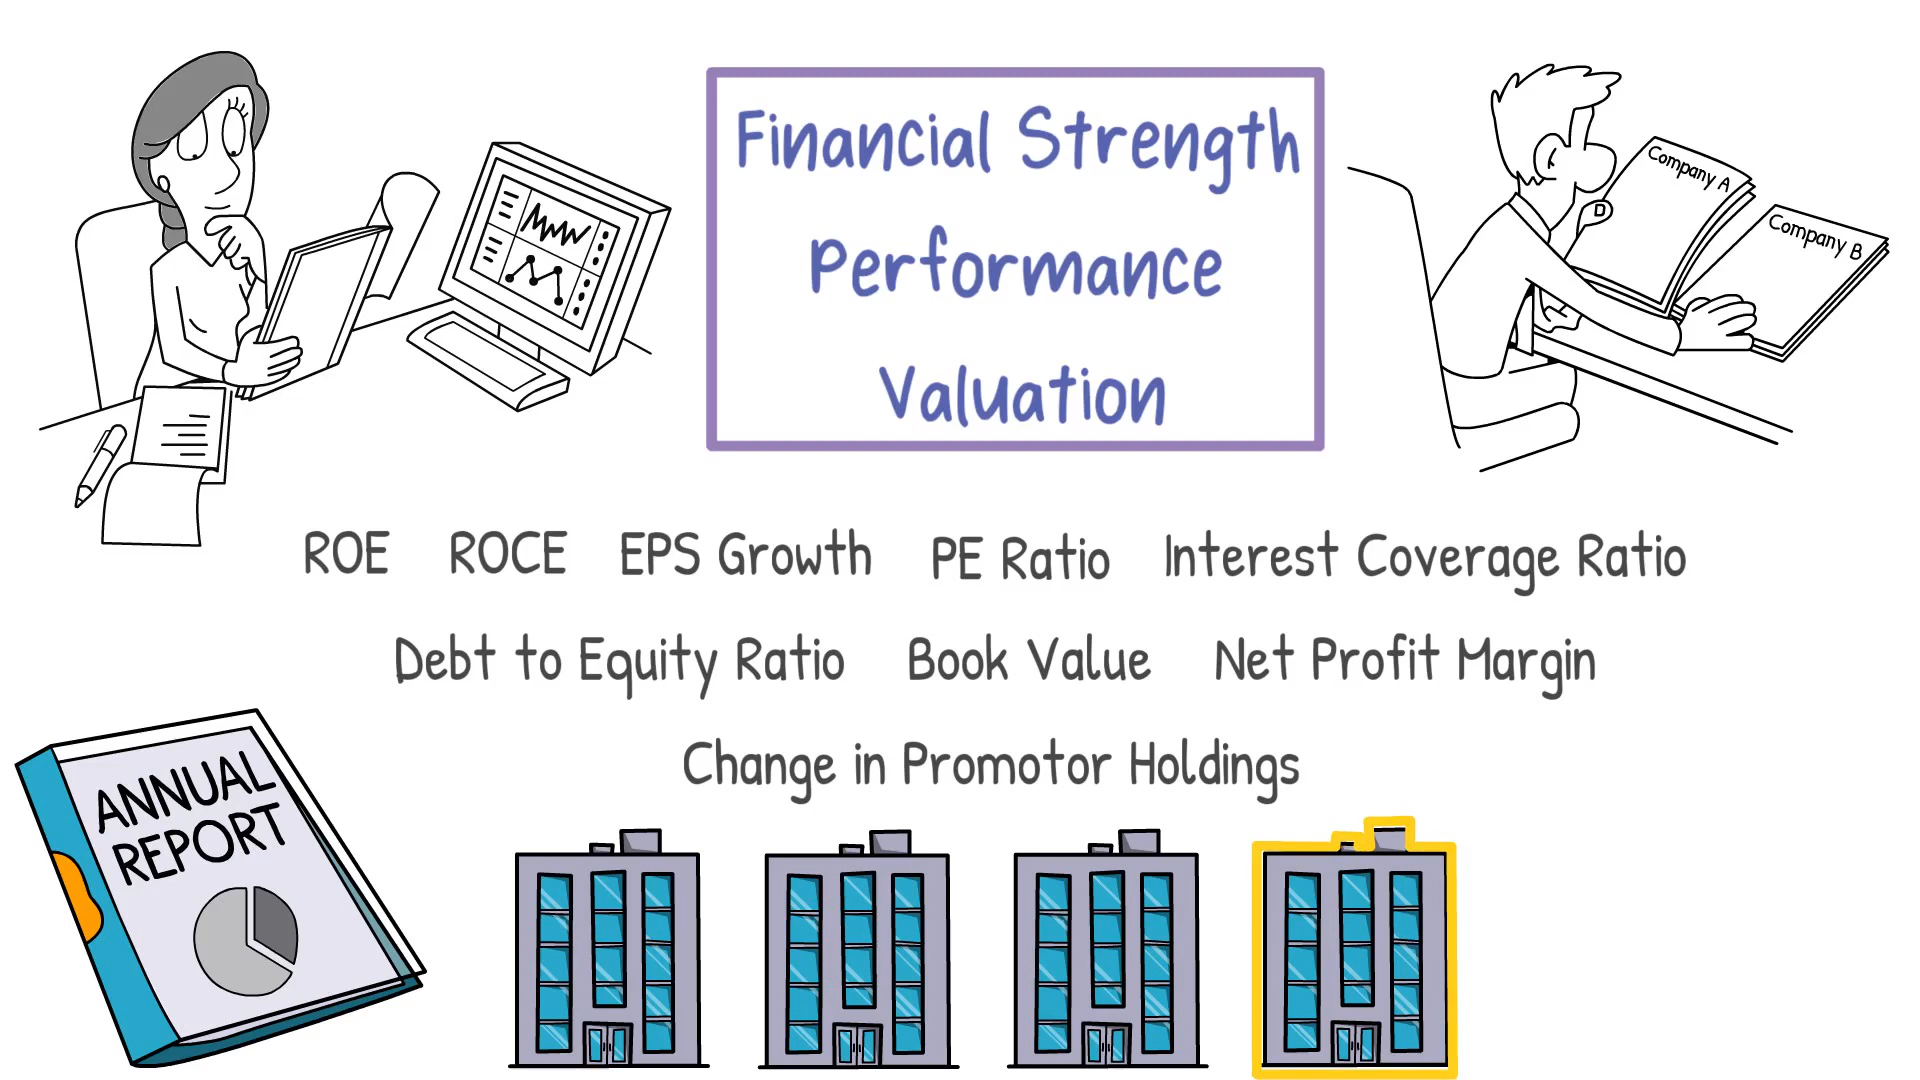 Financial Strength
Performance
Valuation
Company A
Company B
ROE ROCE EPS Growth PE Ratio Interest Coverage Ratio
Debt to Equity Ratio Book Value Net Profit Margin
Change in Promotor Holdings
ANNUAL
REPORT